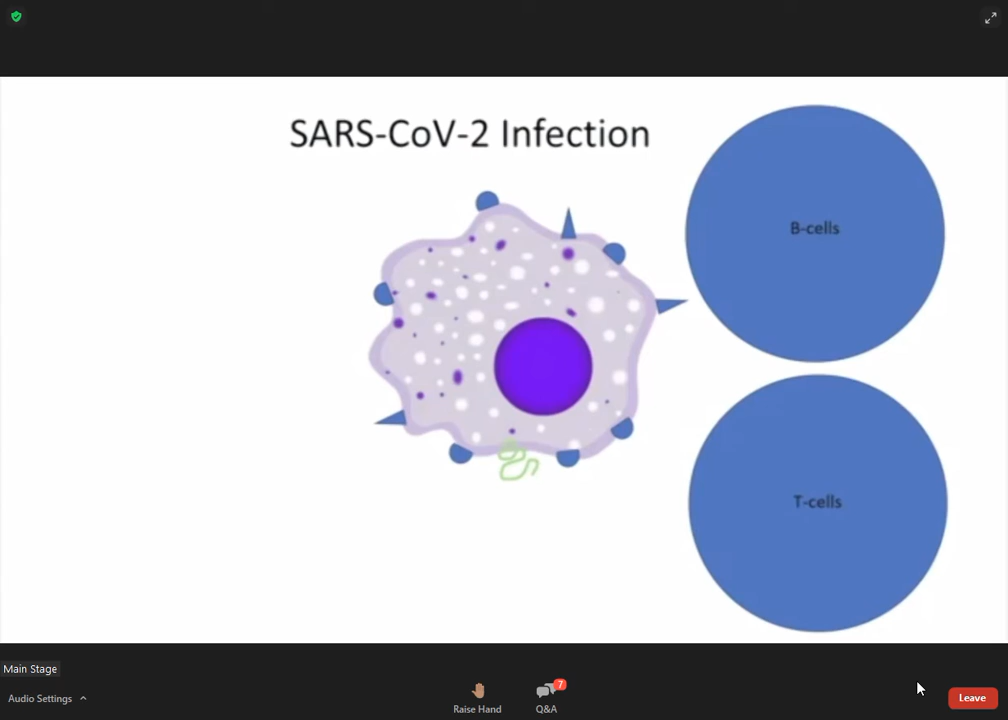 SARS-CoV-2 Infection
B-cells
T-cells
Main Stage
Audio Settings
Raise Hand
7
Q&A
Leave